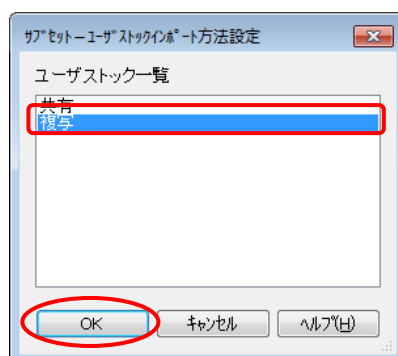 ｻﾌﾞｾｯﾄ－ﾕｰｻﾞｽﾄｯｸｲﾝﾎﾟｰﾄ方法設定
ユーザストック一覧
共有
複写
OK
ｷｬﾝｾﾙ
ﾍﾙﾌﾟ(H)